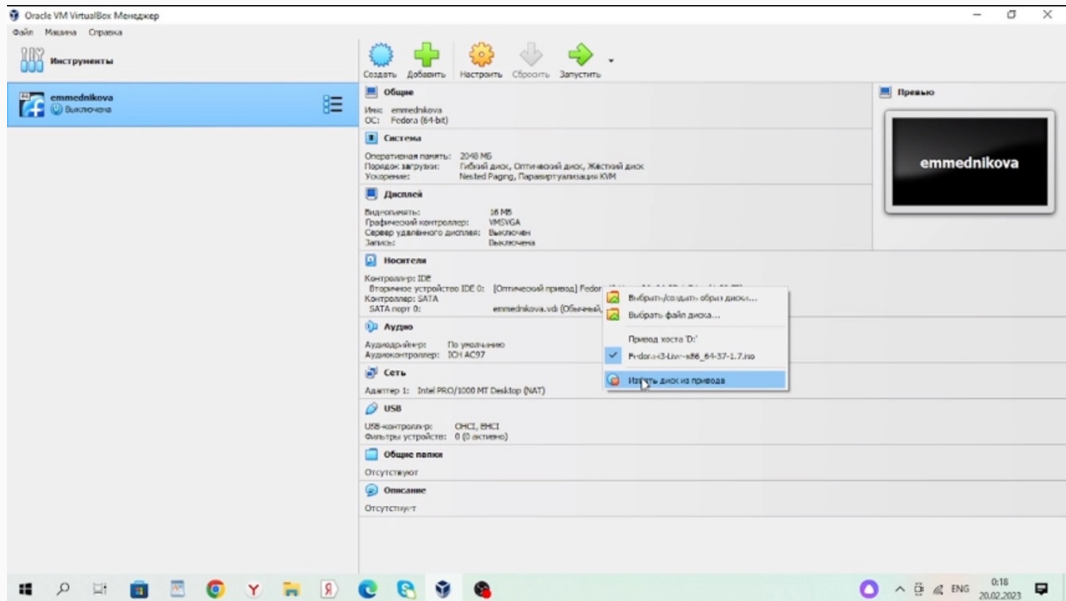 Oracle VM VirtualBox Менеджер
Файл Машина Справка
Инструменты
Создать Добавить Настроить Сбросить Запустить
emmednikova
Выключена
Общие
Имя: emmednikova
ОС: Fedora (64-bit)
Система
Оперативная память: 2048 МБ
Порядок загрузки: Гибкий диск, Оптический диск, Жёсткий диск
Ускорение: Nested Paging, Паравиртуализация KVM
Дисплей
Видеопамять: 16 МБ
Графический контроллер: VMSVGA
Сервер удалённого дисплея: Выключен
Запись: Выключена
Носители
Контроллер: IDE
Вторичное устройство IDE 0: [Оптический привод] Fedor
Контроллер: SATA
SATA порт 0: emmednikova.vdi (Обычный,
Аудио
Аудиодрайвер: По умолчанию
Аудиоконтроллер: ICH AC97
Сеть
Адаптер 1: Intel PRO/1000 MT Desktop (NAT)
USB
USB-контроллер: OHCI, EHCI
Фильтры устройств: 0 (0 активно)
Общие папки
Отсутствуют
Описание
Отсутствует
Превью
emmednikova
Выбрать/создать образ диска...
Выбрать файл диска...
Привод хоста 'D:'
Fedora-i3-Live-x86_64-37-1.7.iso
Изъять диск из привода
ENG
0:18
20.02.2023